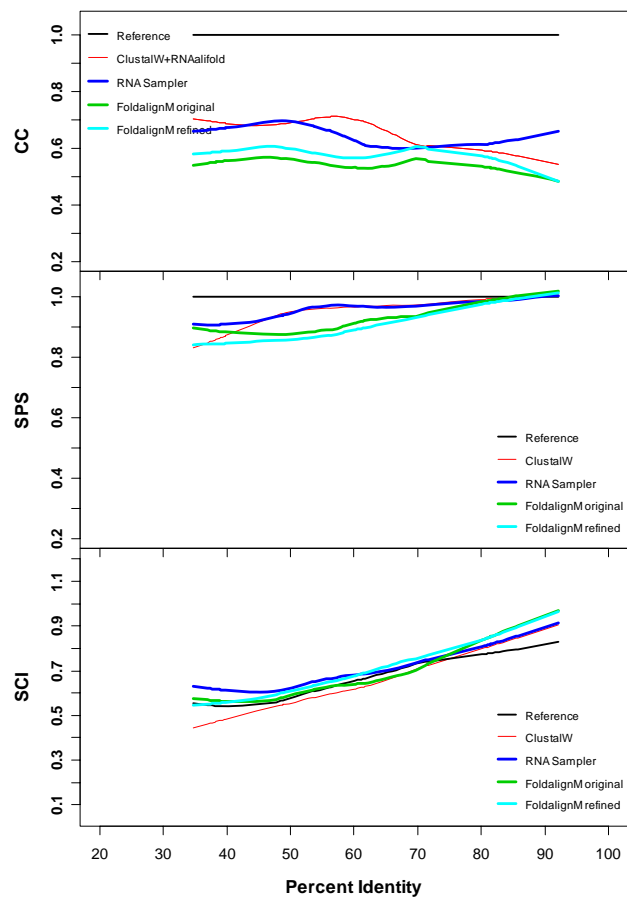 1.0
0.8
0.6
0.4
0.2
CC
Reference
ClustalW+RNAalifold
RNA Sampler
FoldalignM original
FoldalignM refined
1.0
0.8
0.6
0.4
0.2
SPS
Reference
ClustalW
RNA Sampler
FoldalignM original
FoldalignM refined
1.1
0.9
0.7
0.5
0.3
0.1
SCI
Reference
ClustalW
RNA Sampler
FoldalignM original
FoldalignM refined
20 30 40 50 60 70 80 90 100
Percent Identity